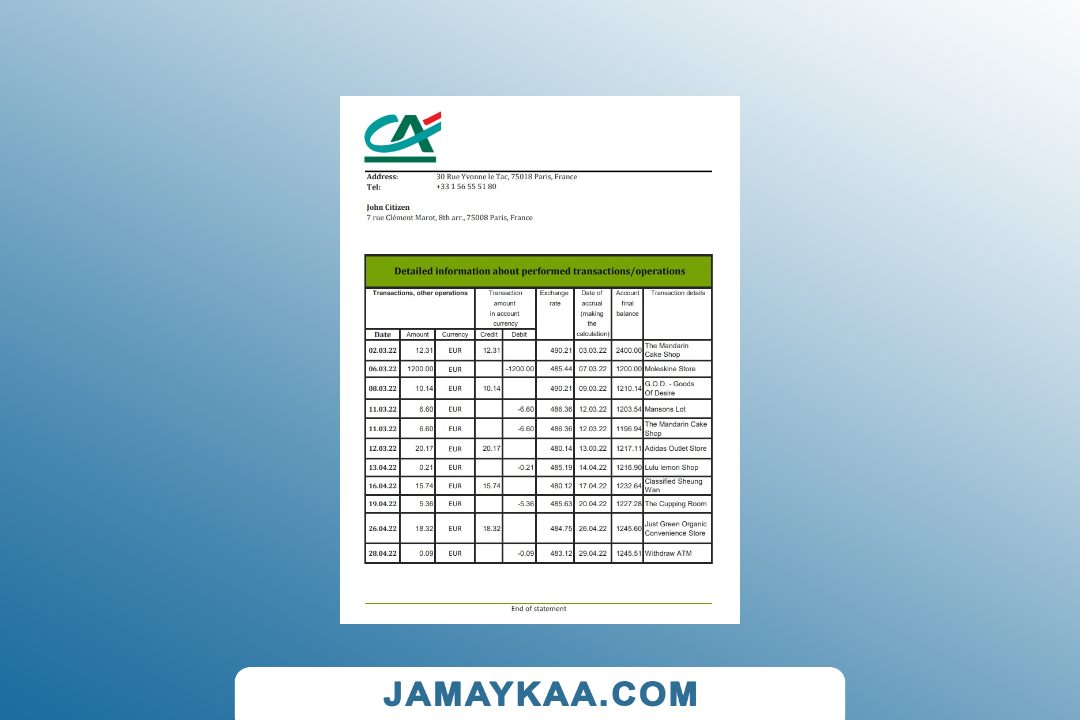 CA
Address: 30 Rue Yvonne le Tac, 75018 Paris, France
Tel: +33 1 56 55 51 80
John Citizen
7 rue Clément Marot, 8th arr., 75008 Paris, France
Detailed information about performed transactions/operations
Transactions, other operations
Transaction
amount
in account
currency
Exchange
rate
Date of
accrual
(making
the
calculation)
Account
final
balance
Transaction details
Date Amount Currency Credit Debit
02.03.22 12.31 EUR 12.31 490.21 03.03.22 2400.00 The Mandarin
Cake Shop
06.03.22 1200.00 EUR -1200.00 485.44 07.03.22 1200.00 Moleskine Store
08.03.22 10.14 EUR 10.14 490.21 09.03.22 1210.14 G.O.D. - Goods
Of Desire
11.03.22 6.60 EUR -6.60 486.36 12.03.22 1203.54 Mansons Lot
11.03.22 6.60 EUR -6.60 486.36 12.03.22 1196.94 The Mandarin Cake
Shop
12.03.22 20.17 EUR 20.17 480.14 13.03.22 1217.11 Adidas Outlet Store
13.04.22 0.21 EUR -0.21 485.19 14.04.22 1216.90 Lulu lemon Shop
16.04.22 15.74 EUR 15.74 480.12 17.04.22 1232.64 Classified Sheung
Wan
19.04.22 5.36 EUR -5.36 485.63 20.04.22 1227.28 The Cupping Room
26.04.22 18.32 EUR 18.32 484.75 26.04.22 1245.60 Just Green Organic
Convenience Store
28.04.22 0.09 EUR -0.09 483.12 29.04.22 1245.51 Withdraw ATM
End of statement
JAMAYKAA.COM